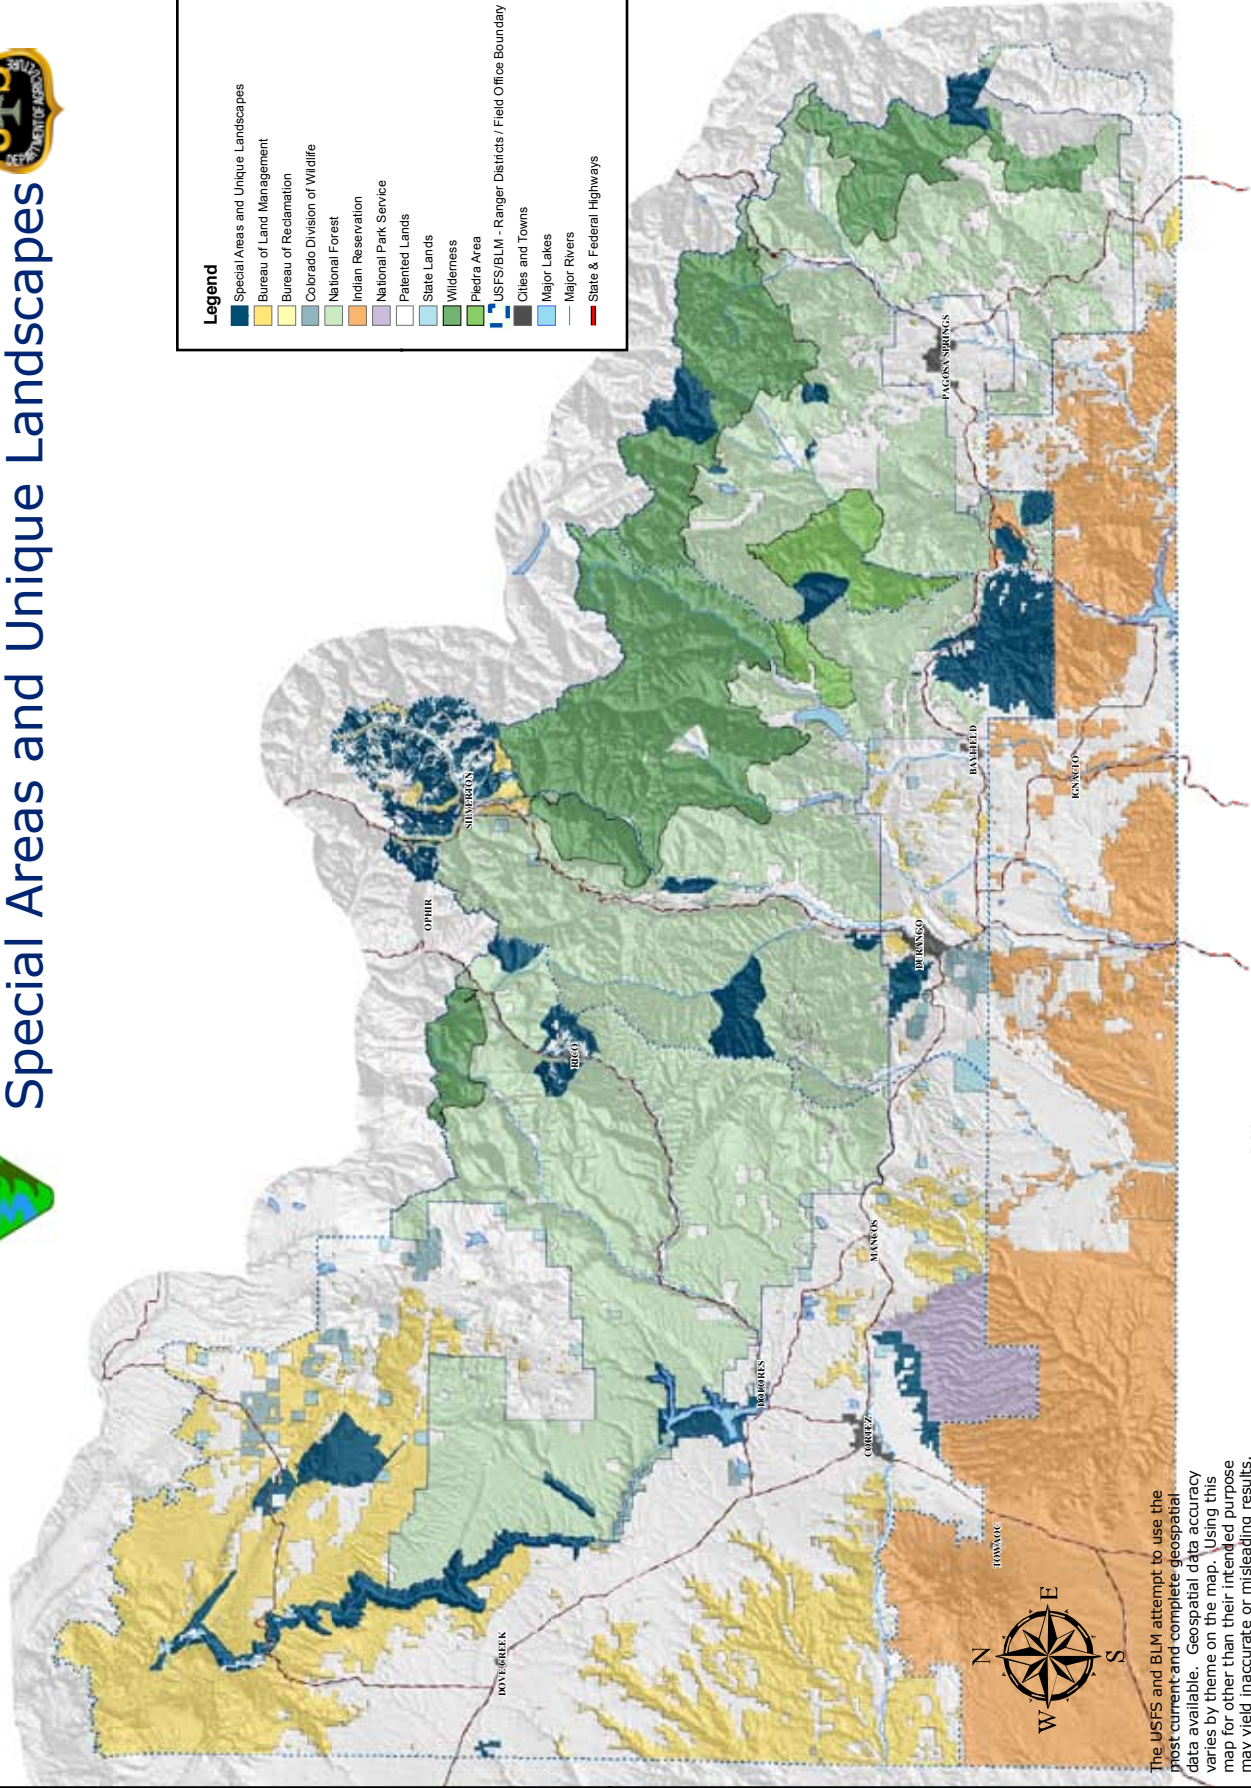 Special Areas and Unique Landscapes
DEPARTMENT OF AGRICULTURE
Legend
Special Areas and Unique Landscapes
Bureau of Land Management
Bureau of Reclamation
Colorado Division of Wildlife
National Forest
Indian Reservation
National Park Service
Patented Lands
State Lands
Wilderness
Piedra Area
USFS/BLM - Ranger Districts / Field Office Boundary
Cities and Towns
Major Lakes
Major Rivers
State & Federal Highways
SILVERTON
OPHIR
RICO
DOVE CREEK
DOLORES
CORTEZ
MANCOS
TOWAOC
DURANGO
BAYFIELD
IGNACIO
PAGOSA SPRINGS
N
W
E
S
The USFS and BLM attempt to use the
most current and complete geospatial
data available. Geospatial data accuracy
varies by theme on the map. Using this
map for other than their intended purpose
may yield inaccurate or misleading results.